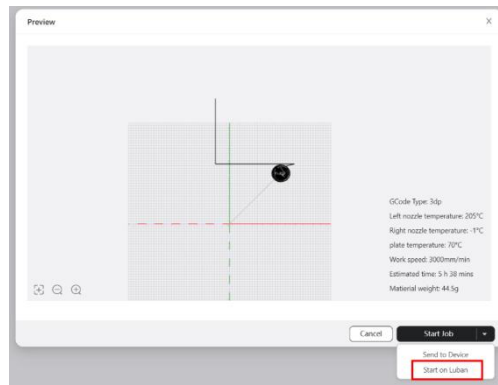 Preview
X
GCode Type: 3dp
Left nozzle temperature: 205°C
Right nozzle temperature: -1°C
plate temperature: 70°C
Work speed: 3000mm/min
Estimated time: 5 h 38 mins
Material weight: 44.5g
Cancel
Start Job
Send to Device
Start on Luban